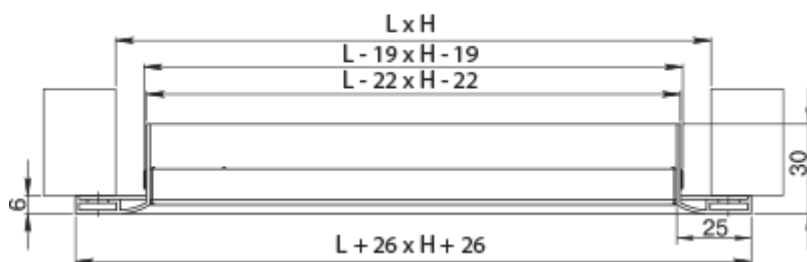 L x H
L - 19 x H - 19
L - 22 x H - 22
30
6
25
L + 26 x H + 26